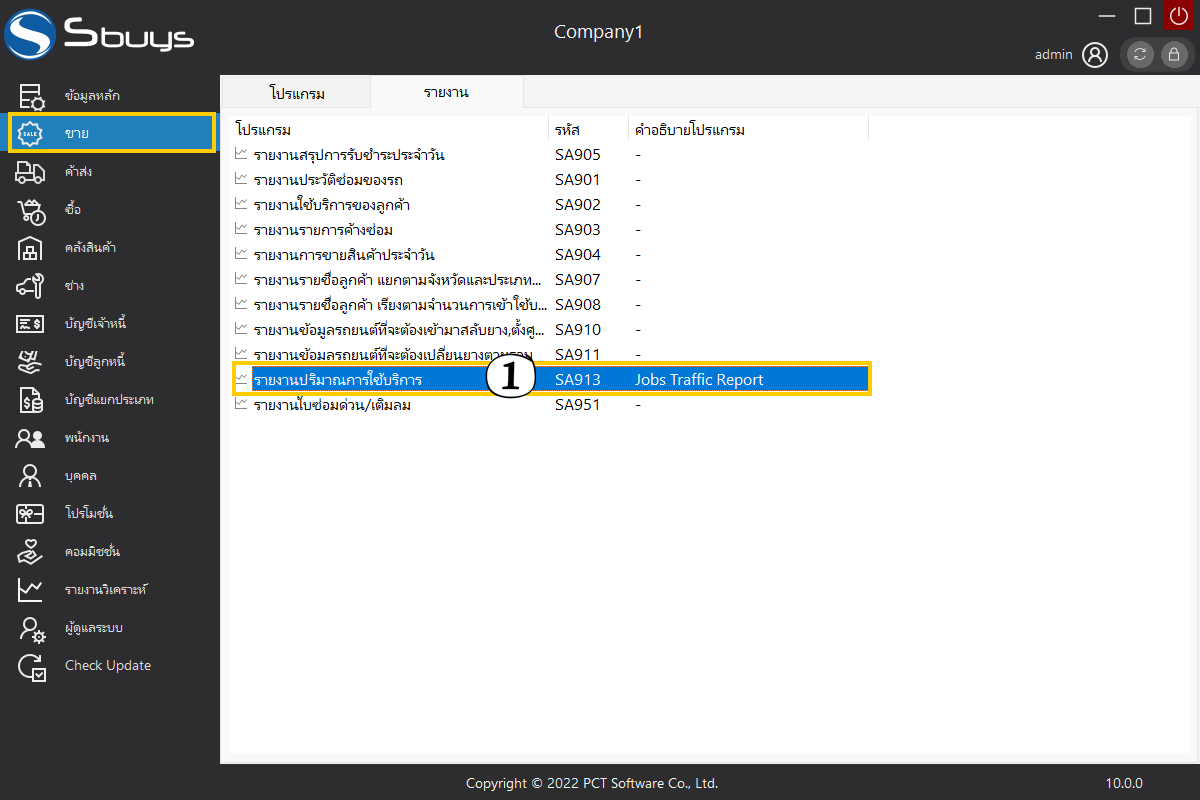 Sbuys
Company1
admin
ข้อมูลหลัก
SALE ขาย
ค้าส่ง
ซื้อ
คลังสินค้า
ช่าง
บัญชีเจ้าหนี้
บัญชีลูกหนี้
บัญชีแยกประเภท
พนักงาน
บุคคล
โปรโมชั่น
คอมมิชชั่น
รายงานวิเคราะห์
ผู้ดูแลระบบ
Check Update
โปรแกรม รายงาน
โปรแกรม รหัส คำอธิบายโปรแกรม
รายงานสรุปการรับชำระประจำวัน SA905 -
รายงานประวัติซ่อมของรถ SA901 -
รายงานใช้บริการของลูกค้า SA902 -
รายงานรายการค้างซ่อม SA903 -
รายงานการขายสินค้าประจำวัน SA904 -
รายงานรายชื่อลูกค้า แยกตามจังหวัดและประเภท... SA907 -
รายงานรายชื่อลูกค้า เรียงตามจำนวนการเข้าใช้บ... SA908 -
รายงานข้อมูลรถยนต์ที่จะต้องเข้ามาสลับยาง,ตั้งศู... SA910 -
รายงานข้อมูลรถยนต์ที่จะต้องเปลี่ยนยางตาม SA911 -
รายงานปริมาณการใช้บริการ 1 SA913 Jobs Traffic Report
รายงานใบซ่อมด่วน/เติมลม SA951 -
Copyright © 2022 PCT Software Co., Ltd. 10.0.0